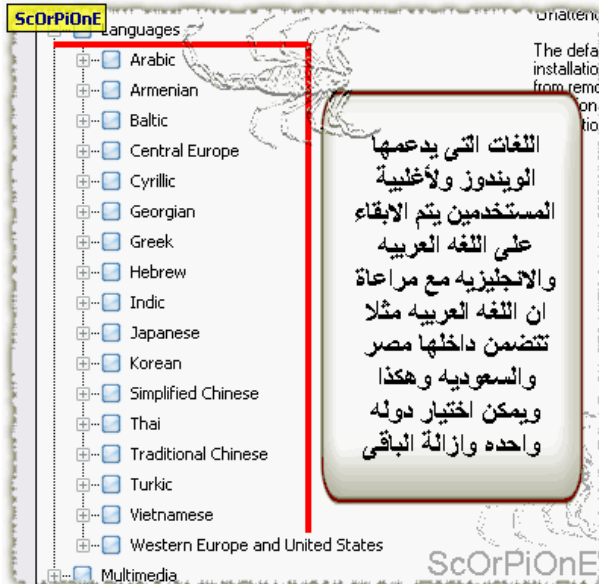 ScOrPiOnE
Languages
Arabic
Armenian
Baltic
Central Europe
Cyrillic
Georgian
Greek
Hebrew
Indic
Japanese
Korean
Simplified Chinese
Thai
Traditional Chinese
Turkic
Vietnamese
Western Europe and United States
Multimedia
The defa
installatio
from remo
اللغات التى يدعمها
الويندوز ولأغلبية
المستخدمين يتم الابقاء
على اللغه العربيه
والانجليزيه مع مراعاة
ان اللغه العربيه مثلا
تتضمن داخلها مصر
والسعوديه وهكذا
ويمكن اختيار دوله
واحده وازالة الباقى
ScOrPiOnE